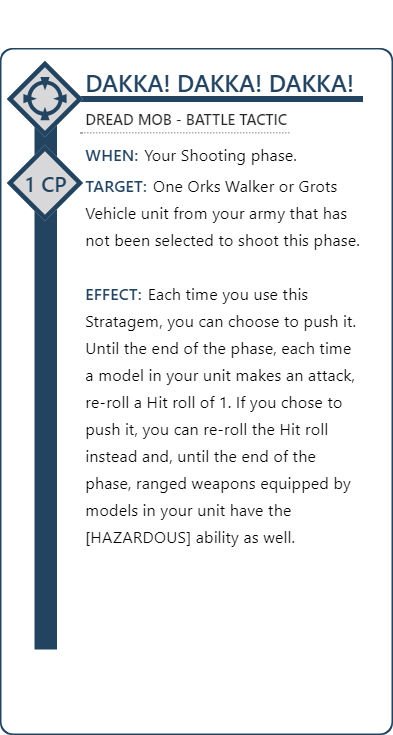 DAKKA! DAKKA! DAKKA!
DREAD MOB - BATTLE TACTIC
1 CP
WHEN: Your Shooting phase.
TARGET: One Orks Walker or Grots
Vehicle unit from your army that has
not been selected to shoot this phase.
EFFECT: Each time you use this
Stratagem, you can choose to push it.
Until the end of the phase, each time
a model in your unit makes an attack,
re-roll a Hit roll of 1. If you chose to
push it, you can re-roll the Hit roll
instead and, until the end of the
phase, ranged weapons equipped by
models in your unit have the
[HAZARDOUS] ability as well.